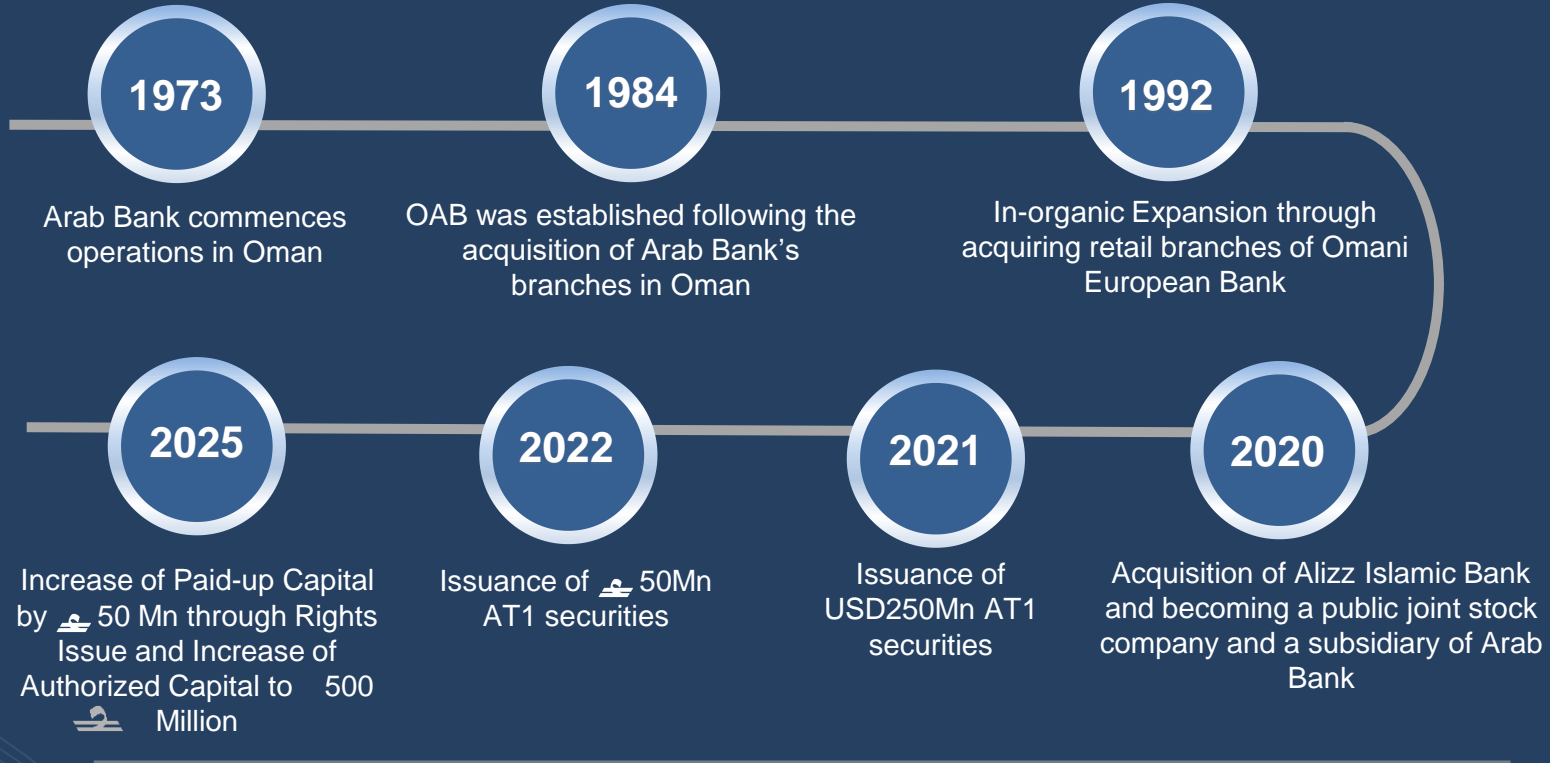 1973
Arab Bank commences
operations in Oman
1984
OAB was established following the
acquisition of Arab Bank’s
branches in Oman
1992
In-organic Expansion through
acquiring retail branches of Omani
European Bank
2020
Acquisition of Alizz Islamic Bank
and becoming a public joint stock
company and a subsidiary of Arab
Bank
2021
Issuance of
USD250Mn AT1
securities
2022
Issuance of 50Mn
AT1 securities
2025
Increase of Paid-up Capital
by 50 Mn through Rights
Issue and Increase of
Authorized Capital to 500
Million